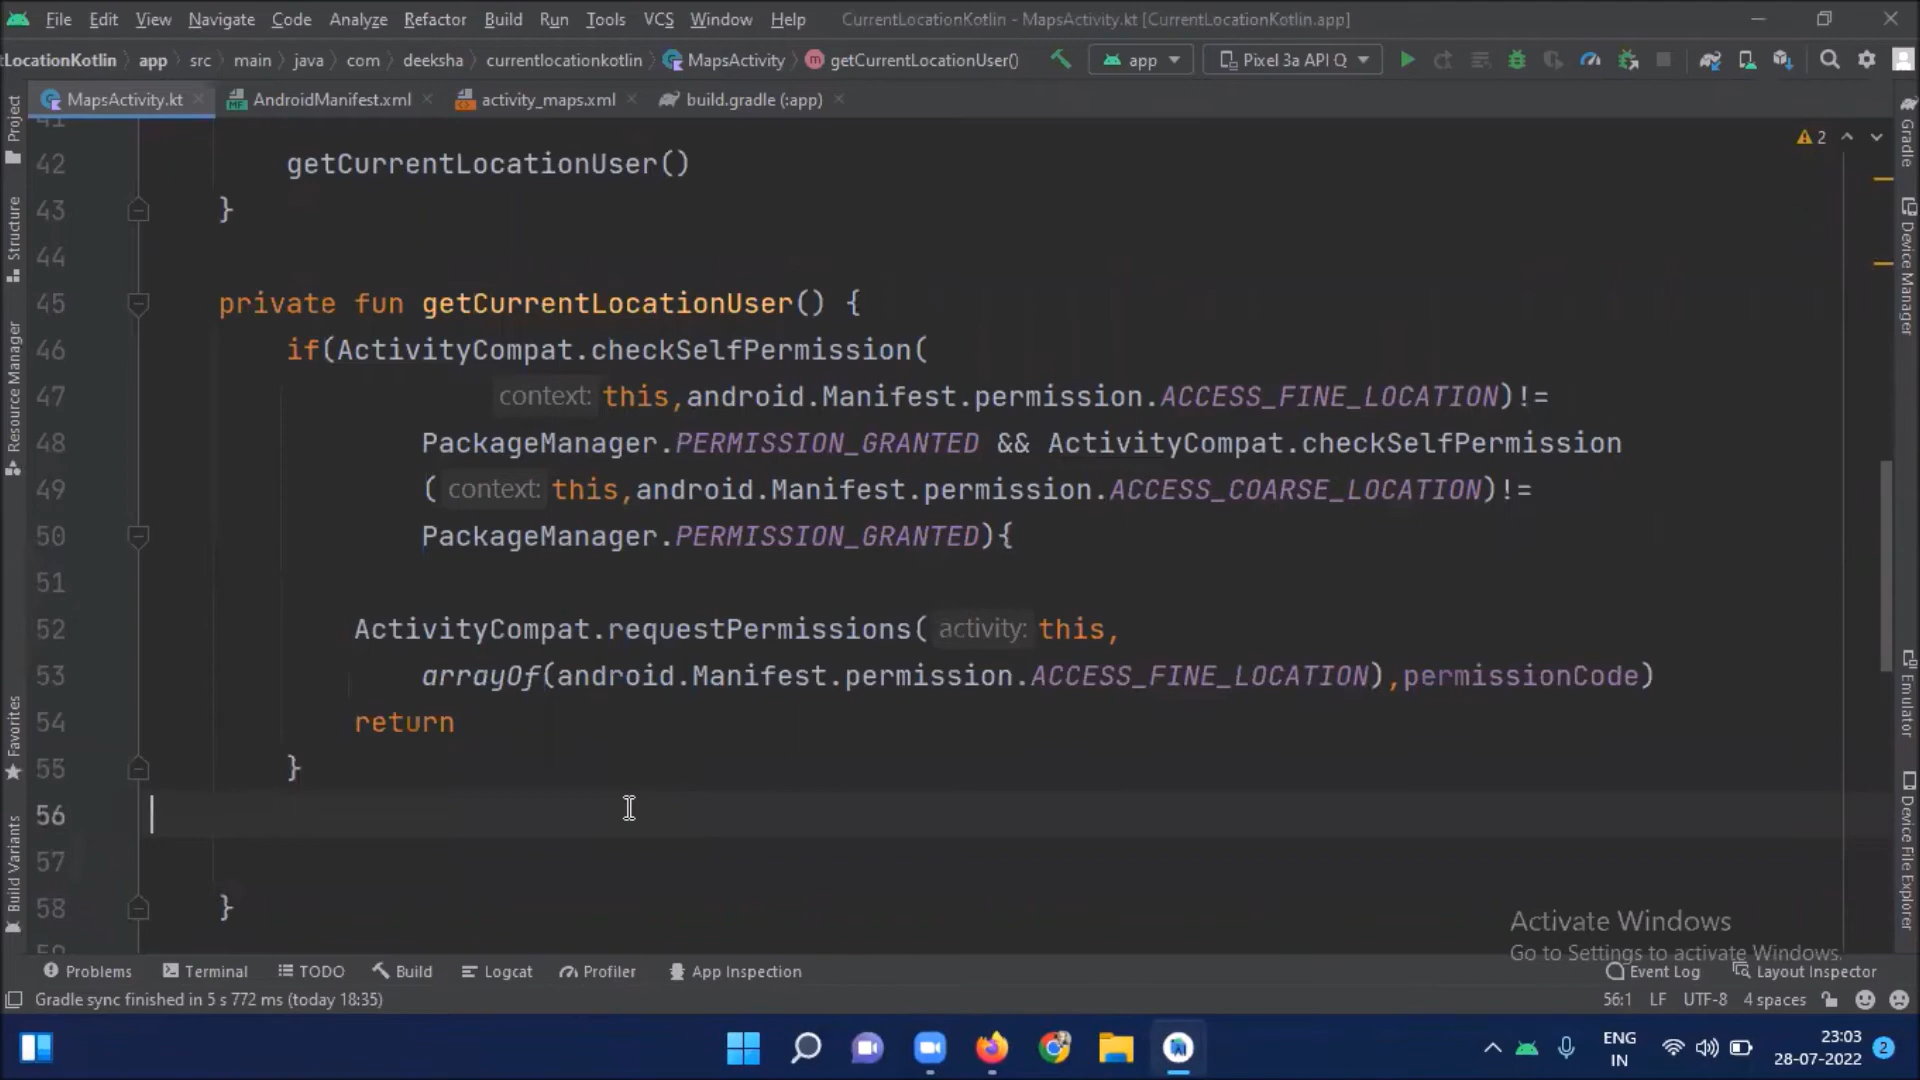 File Edit View Navigate Code Analyze Refactor Build Run Tools VCS Window Help CurrentLocationKotlin - MapsActivity.kt [CurrentLocationKotlin.app]
LocationKotlin app src main java com deeksha currentlocationkotlin MapsActivity getCurrentLocationUser() app Pixel 3a API Q
MapsActivity.kt AndroidManifest.xml activity_maps.xml build.gradle (:app)
41
2
42 getCurrentLocationUser()
43 }
44
45 private fun getCurrentLocationUser() {
46 if(ActivityCompat.checkSelfPermission(
47 context: this,android.Manifest.permission.ACCESS_FINE_LOCATION)!=
48 PackageManager.PERMISSION_GRANTED && ActivityCompat.checkSelfPermission
49 ( context: this,android.Manifest.permission.ACCESS_COARSE_LOCATION)!=
50 PackageManager.PERMISSION_GRANTED){
51
52 ActivityCompat.requestPermissions( activity: this,
53 arrayOf(android.Manifest.permission.ACCESS_FINE_LOCATION),permissionCode)
54 return
55 }
56
57
58 }
59
Project
Structure
Resource Manager
Favorites
Build Variants
Gradle
Device Manager
Emulator
Device File Explorer
Activate Windows
Go to Settings to activate Windows.
Problems Terminal TODO Build Logcat Profiler App Inspection Event Log Layout Inspector
Gradle sync finished in 5 s 772 ms (today 18:35) 56:1 LF UTF-8 4 spaces
ENG
IN
23:03
28-07-2022
2